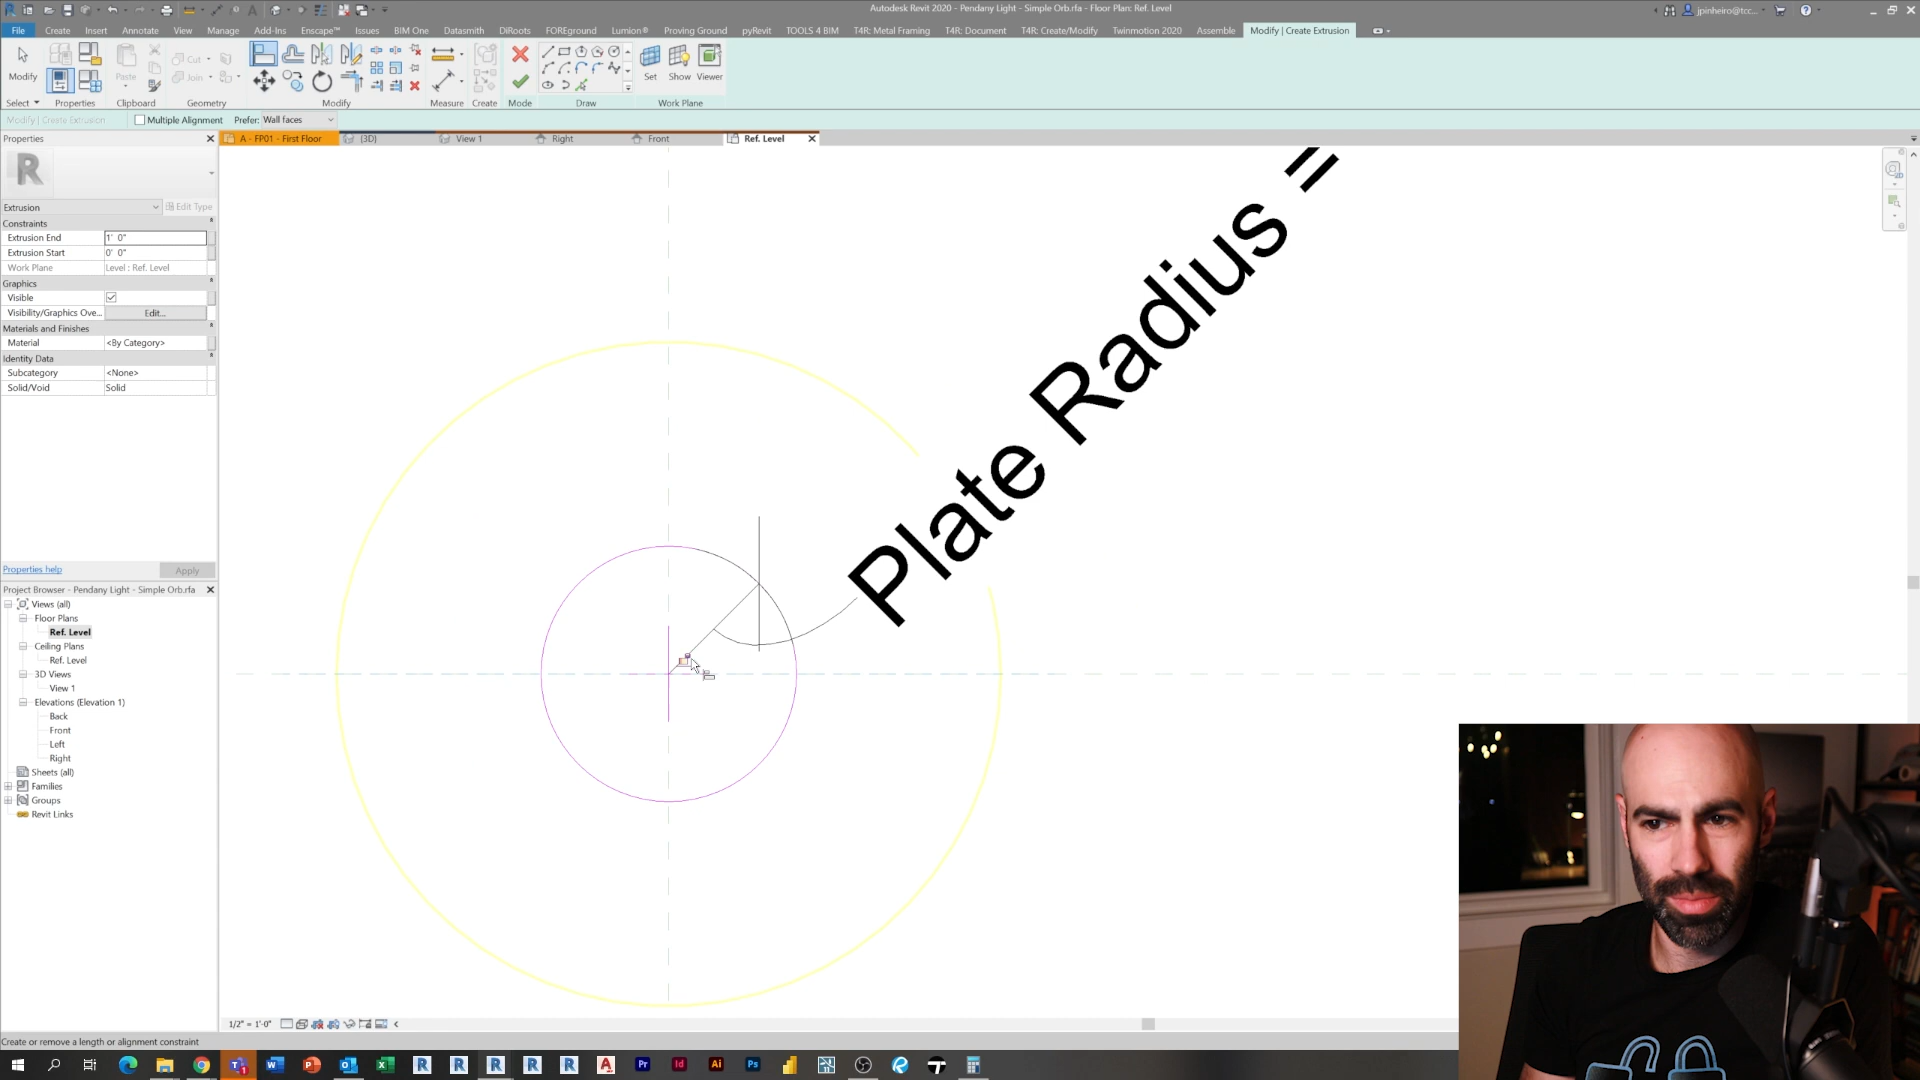 Autodesk Revit 2020 - Pendany Light - Simple Orb.rfa - Floor Plan: Ref. Level
jpinheiro@tcc...
File Create Insert Annotate View Manage Add-Ins Enscape™ Issues BIM One Datasmith DiRoots FOREground Lumion® Proving Ground pyRevit TOOLS 4 BIM T4R: Metal Framing T4R: Document T4R: Create/Modify Twinmotion 2020 Assemble Modify | Create Extrusion
Modify Paste Cut Join Set Show Viewer
Select Properties Clipboard Geometry Modify Measure Create Mode Draw Work Plane
Modify | Create Extrusion Multiple Alignment Prefer: Wall faces
Properties
A - FP01 - First Floor {3D} View 1 Right Front Ref. Level
Extrusion Edit Type
Constraints
Extrusion End 1' 0"
Extrusion Start 0' 0"
Work Plane Level : Ref. Level
Graphics
Visible
Visibility/Graphics Ove... Edit...
Materials and Finishes
Material <By Category>
Identity Data
Subcategory <None>
Solid/Void Solid
Plate Radius =
Properties help Apply
Project Browser - Pendany Light - Simple Orb.rfa
Views (all)
Floor Plans
Ref. Level
Ceiling Plans
Ref. Level
3D Views
View 1
Elevations (Elevation 1)
Back
Front
Left
Right
Sheets (all)
Families
Groups
Revit Links
1/2" = 1'-0"
Create or remove a length or alignment constraint